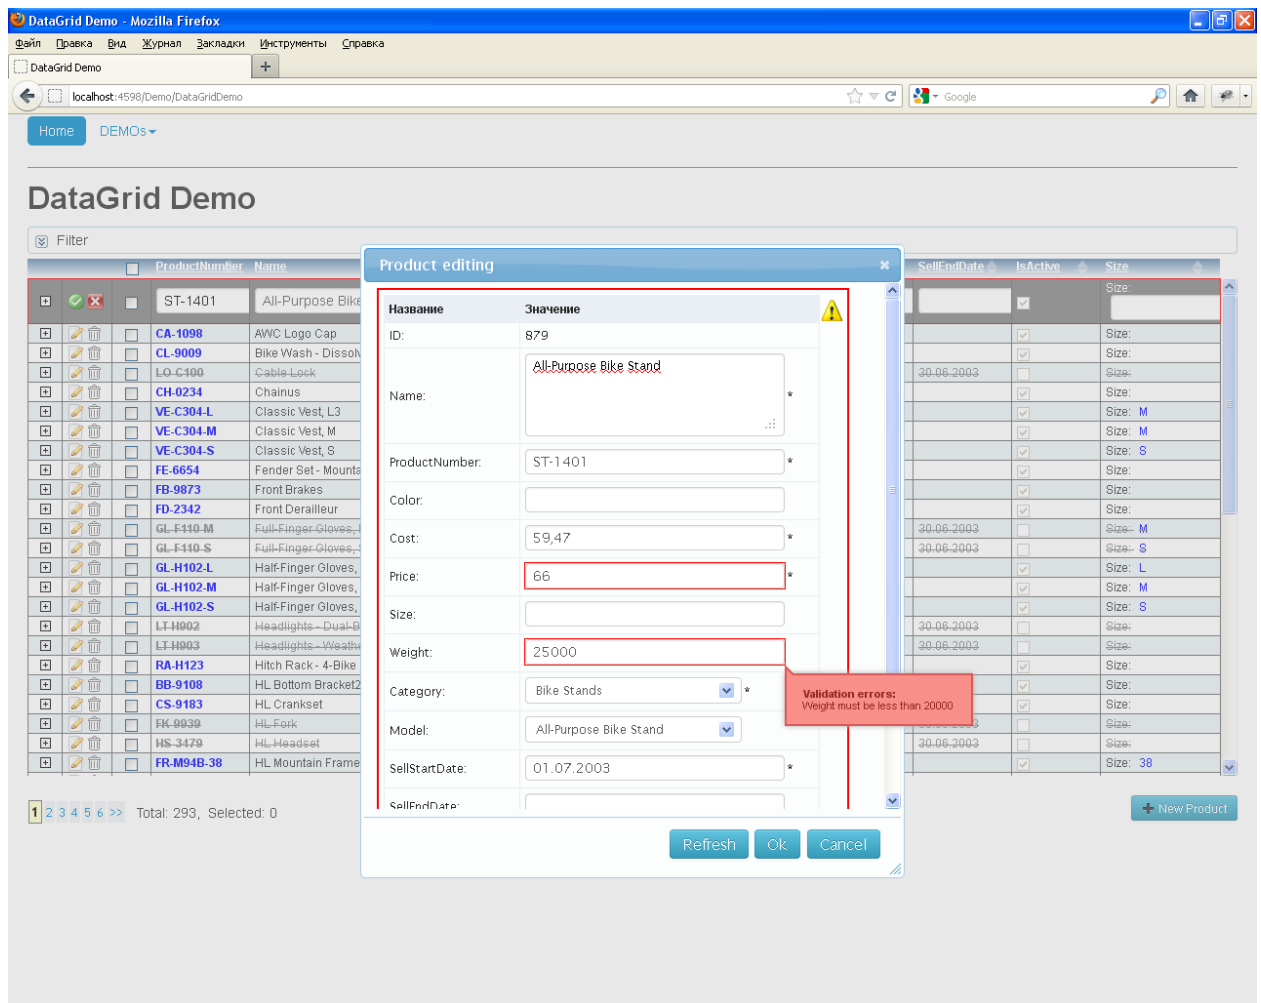 DataGrid Demo - Mozilla Firefox
Файл Правка Вид Журнал Закладки Инструменты Справка
DataGrid Demo
localhost:4598/Demo/DataGridDemo
Google
Home DEMOs
DataGrid Demo
Filter
ProductNumber Name SellEndDate IsActive Size
ST-1401 All-Purpose Bike Size:
CA-1098 AWC Logo Cap Size:
CL-9009 Bike Wash - Dissolv Size:
LO-C100 Cable Lock 30.06.2003 Size:
CH-0234 Chainus Size:
VE-C304-L Classic Vest, L3 Size: M
VE-C304-M Classic Vest, M Size: M
VE-C304-S Classic Vest, S Size: S
FE-6654 Fender Set - Mounta Size:
FB-9873 Front Brakes Size:
FD-2342 Front Derailleur Size:
GL-F110-M Full-Finger Gloves, 30.06.2003 Size: M
GL-F110-S Full-Finger Gloves, 30.06.2003 Size: S
GL-H102-L Half-Finger Gloves, Size: L
GL-H102-M Half-Finger Gloves, Size: M
GL-H102-S Half-Finger Gloves, Size: S
LT-H902 Headlights - Dual-B 30.06.2003 Size:
LT-H903 Headlights - Weathe 30.06.2003 Size:
RA-H123 Hitch Rack - 4-Bike Size:
BB-9108 HL Bottom Bracket2 Size:
CS-9183 HL Crankset Size:
FK-9939 HL Fork Size:
HS-3479 HL Headset 30.06.2003 Size:
FR-M94B-38 HL Mountain Frame Size: 38
1 2 3 4 5 6 >> Total: 293, Selected: 0
New Product
Product editing
Название Значение
ID: 879
Name: All-Purpose Bike Stand *
ProductNumber: ST-1401 *
Color:
Cost: 59,47 *
Price: 66 *
Size:
Weight: 25000
Validation errors:
Weight must be less than 20000
Category: Bike Stands *
Model: All-Purpose Bike Stand
SellStartDate: 01.07.2003 *
SellEndDate:
Refresh Ok Cancel